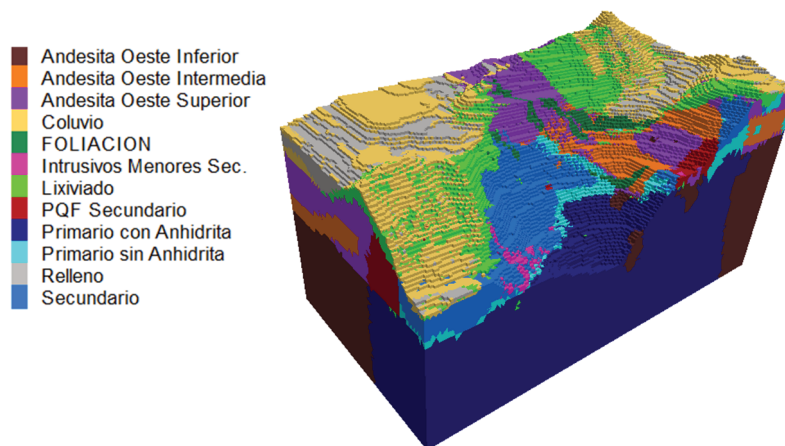 Andesita Oeste Inferior
Andesita Oeste Intermedia
Andesita Oeste Superior
Coluvio
FOLIACION
Intrusivos Menores Sec.
Lixiviado
PQF Secundario
Primario con Anhidrita
Primario sin Anhidrita
Relleno
Secundario